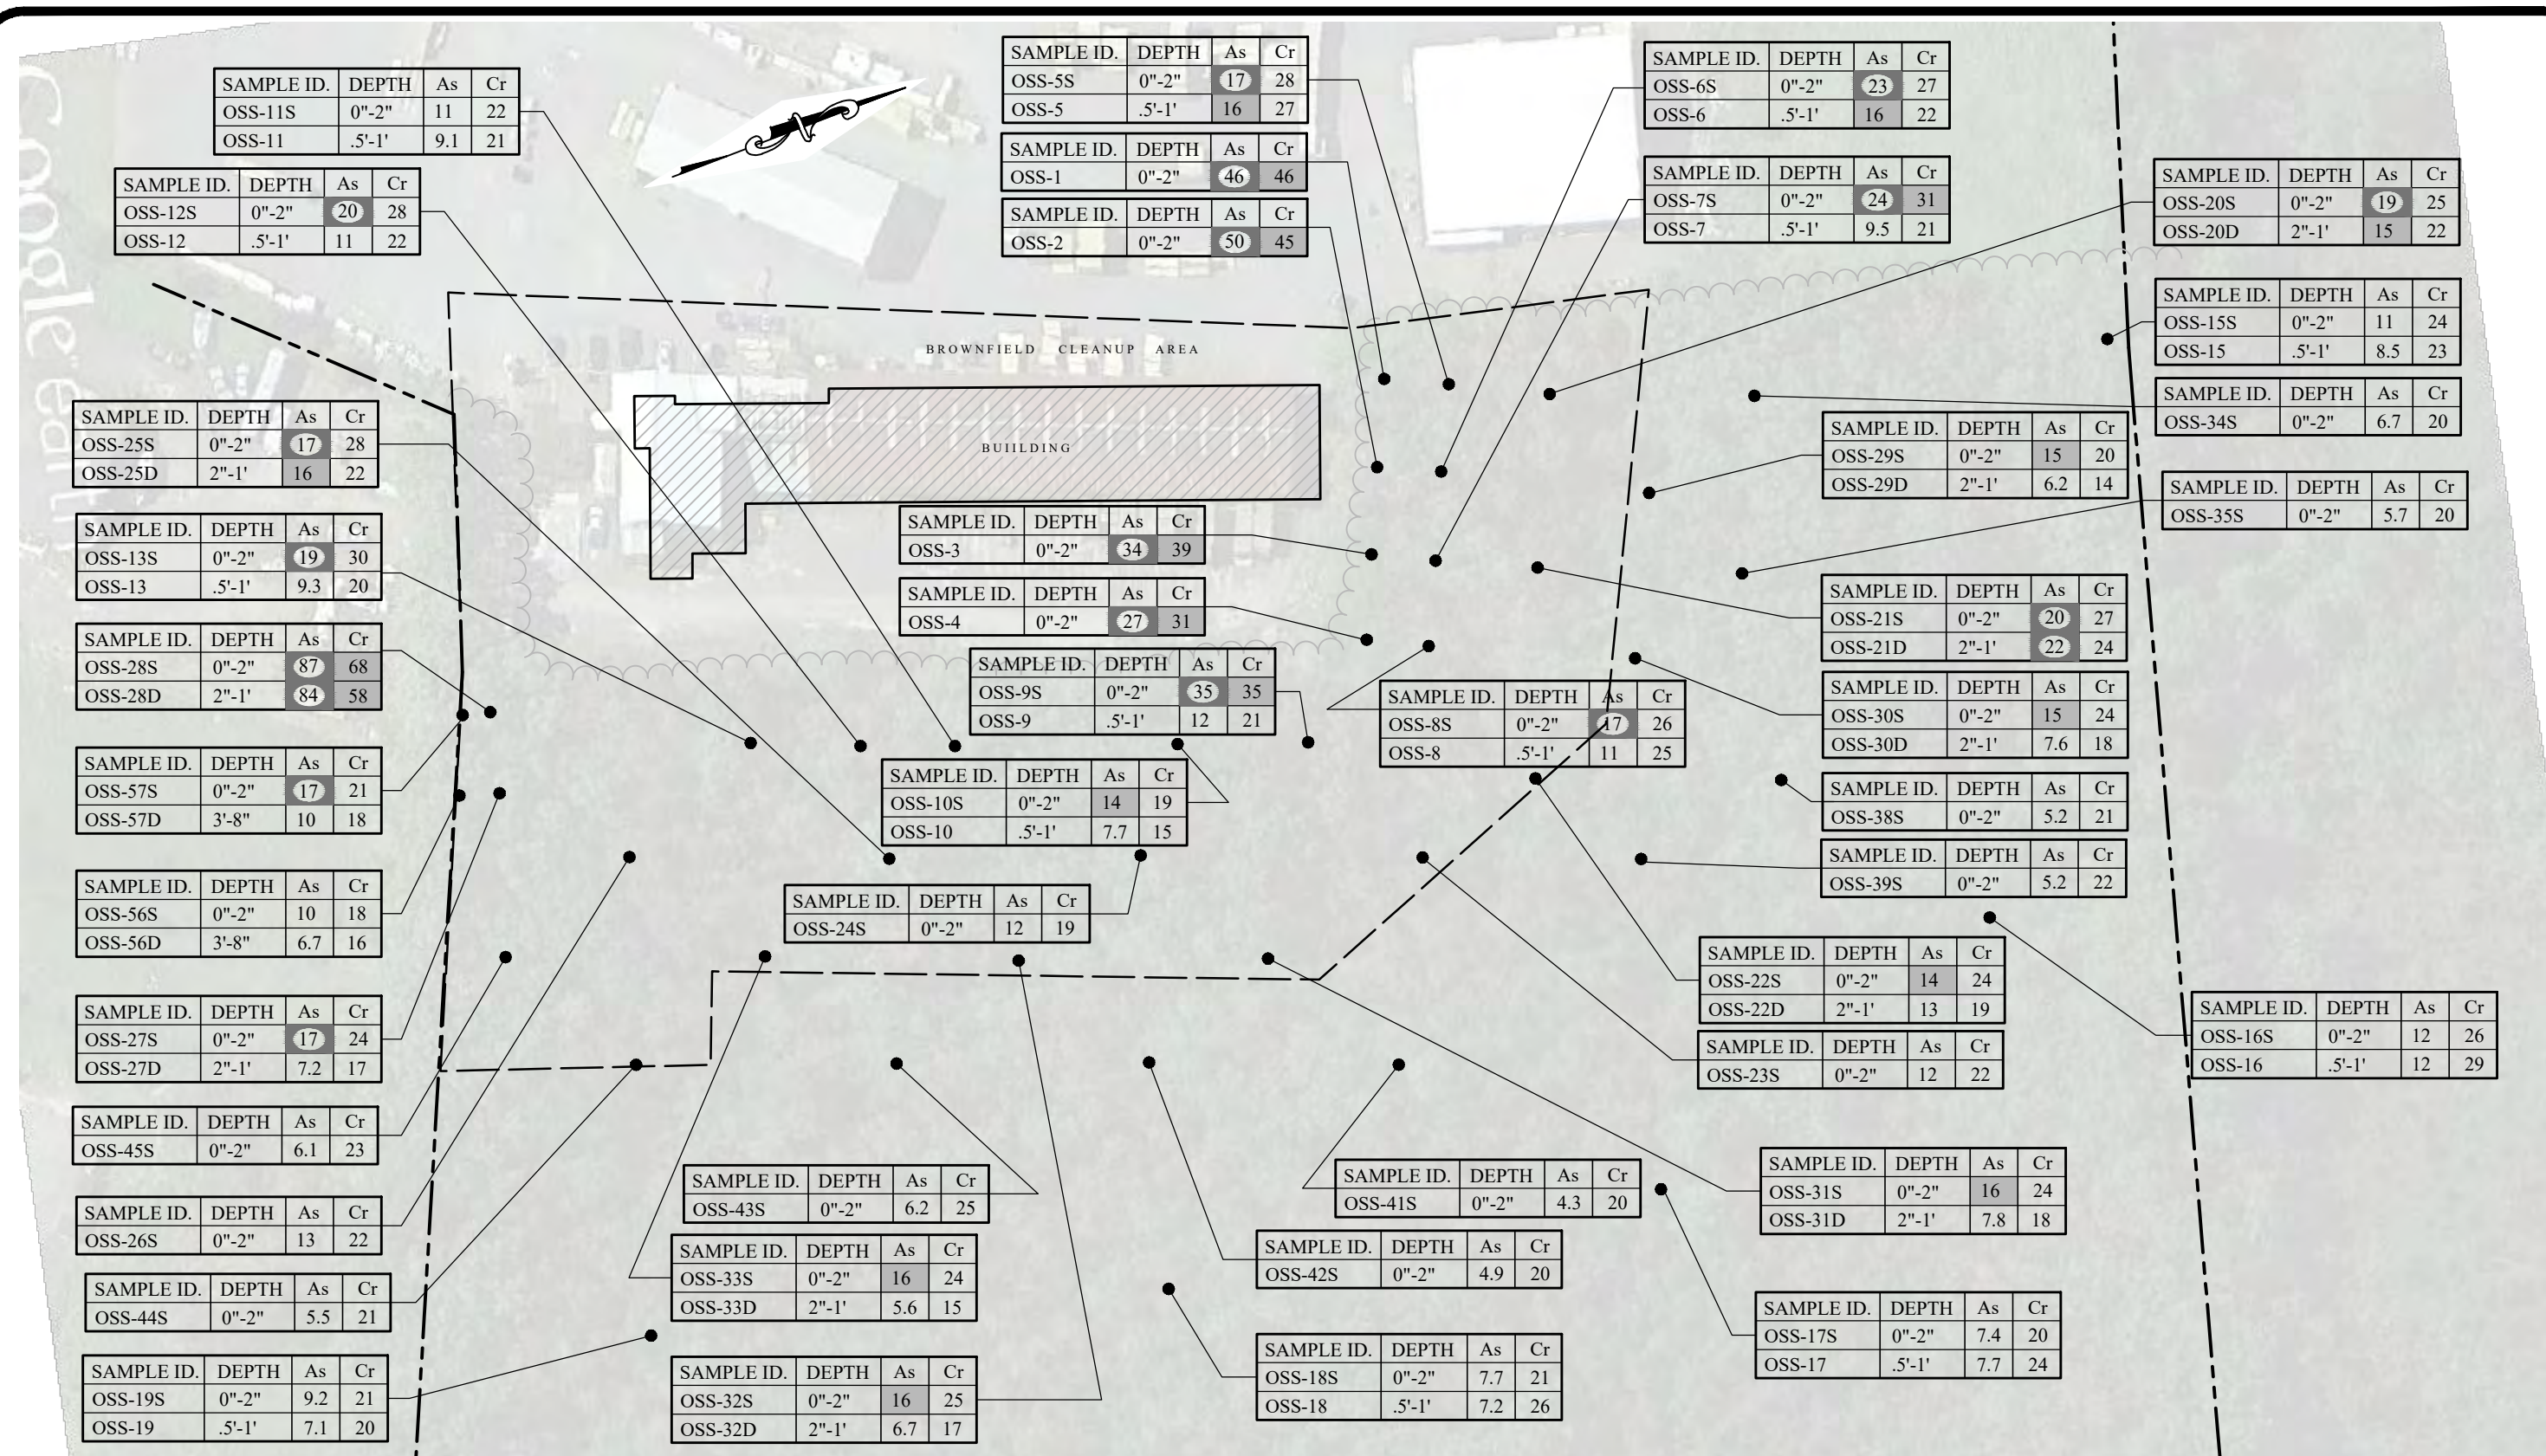 SAMPLE ID. DEPTH As Cr
OSS-11S 0"-2" 11 22
OSS-11 .5'-1' 9.1 21
SAMPLE ID. DEPTH As Cr
OSS-12S 0"-2" 20 28
OSS-12 .5'-1' 11 22
SAMPLE ID. DEPTH As Cr
OSS-5S 0"-2" 17 28
OSS-5 .5'-1' 16 27
SAMPLE ID. DEPTH As Cr
OSS-1 0"-2" 46 46
SAMPLE ID. DEPTH As Cr
OSS-2 0"-2" 50 45
SAMPLE ID. DEPTH As Cr
OSS-6S 0"-2" 23 27
OSS-6 .5'-1' 16 22
SAMPLE ID. DEPTH As Cr
OSS-7S 0"-2" 24 31
OSS-7 .5'-1' 9.5 21
SAMPLE ID. DEPTH As Cr
OSS-20S 0"-2" 19 25
OSS-20D 2"-1' 15 22
SAMPLE ID. DEPTH As Cr
OSS-15S 0"-2" 11 24
OSS-15 .5'-1' 8.5 23
SAMPLE ID. DEPTH As Cr
OSS-34S 0"-2" 6.7 20
N
Google earth
BROWNFIELD CLEANUP AREA
BUIILDING
SAMPLE ID. DEPTH As Cr
OSS-29S 0"-2" 15 20
OSS-29D 2"-1' 6.2 14
SAMPLE ID. DEPTH As Cr
OSS-35S 0"-2" 5.7 20
SAMPLE ID. DEPTH As Cr
OSS-25S 0"-2" 17 28
OSS-25D 2"-1' 16 22
SAMPLE ID. DEPTH As Cr
OSS-13S 0"-2" 19 30
OSS-13 .5'-1' 9.3 20
SAMPLE ID. DEPTH As Cr
OSS-28S 0"-2" 87 68
OSS-28D 2"-1' 84 58
SAMPLE ID. DEPTH As Cr
OSS-57S 0"-2" 17 21
OSS-57D 3'-8" 10 18
SAMPLE ID. DEPTH As Cr
OSS-56S 0"-2" 10 18
OSS-56D 3'-8" 6.7 16
SAMPLE ID. DEPTH As Cr
OSS-27S 0"-2" 17 24
OSS-27D 2"-1' 7.2 17
SAMPLE ID. DEPTH As Cr
OSS-45S 0"-2" 6.1 23
SAMPLE ID. DEPTH As Cr
OSS-26S 0"-2" 13 22
SAMPLE ID. DEPTH As Cr
OSS-44S 0"-2" 5.5 21
SAMPLE ID. DEPTH As Cr
OSS-19S 0"-2" 9.2 21
OSS-19 .5'-1' 7.1 20
SAMPLE ID. DEPTH As Cr
OSS-3 0"-2" 34 39
SAMPLE ID. DEPTH As Cr
OSS-4 0"-2" 27 31
SAMPLE ID. DEPTH As Cr
OSS-9S 0"-2" 35 35
OSS-9 .5'-1' 12 21
SAMPLE ID. DEPTH As Cr
OSS-10S 0"-2" 14 19
OSS-10 .5'-1' 7.7 15
SAMPLE ID. DEPTH As Cr
OSS-24S 0"-2" 12 19
SAMPLE ID. DEPTH As Cr
OSS-8S 0"-2" 17 26
OSS-8 .5'-1' 11 25
SAMPLE ID. DEPTH As Cr
OSS-21S 0"-2" 20 27
OSS-21D 2"-1' 22 24
SAMPLE ID. DEPTH As Cr
OSS-30S 0"-2" 15 24
OSS-30D 2"-1' 7.6 18
SAMPLE ID. DEPTH As Cr
OSS-38S 0"-2" 5.2 21
SAMPLE ID. DEPTH As Cr
OSS-39S 0"-2" 5.2 22
SAMPLE ID. DEPTH As Cr
OSS-22S 0"-2" 14 24
OSS-22D 2"-1' 13 19
SAMPLE ID. DEPTH As Cr
OSS-23S 0"-2" 12 22
SAMPLE ID. DEPTH As Cr
OSS-16S 0"-2" 12 26
OSS-16 .5'-1' 12 29
SAMPLE ID. DEPTH As Cr
OSS-43S 0"-2" 6.2 25
SAMPLE ID. DEPTH As Cr
OSS-33S 0"-2" 16 24
OSS-33D 2"-1' 5.6 15
SAMPLE ID. DEPTH As Cr
OSS-32S 0"-2" 16 25
OSS-32D 2"-1' 6.7 17
SAMPLE ID. DEPTH As Cr
OSS-41S 0"-2" 4.3 20
SAMPLE ID. DEPTH As Cr
OSS-42S 0"-2" 4.9 20
SAMPLE ID. DEPTH As Cr
OSS-18S 0"-2" 7.7 21
OSS-18 .5'-1' 7.2 26
SAMPLE ID. DEPTH As Cr
OSS-31S 0"-2" 16 24
OSS-31D 2"-1' 7.8 18
SAMPLE ID. DEPTH As Cr
OSS-17S 0"-2" 7.4 20
OSS-17 .5'-1' 7.7 24